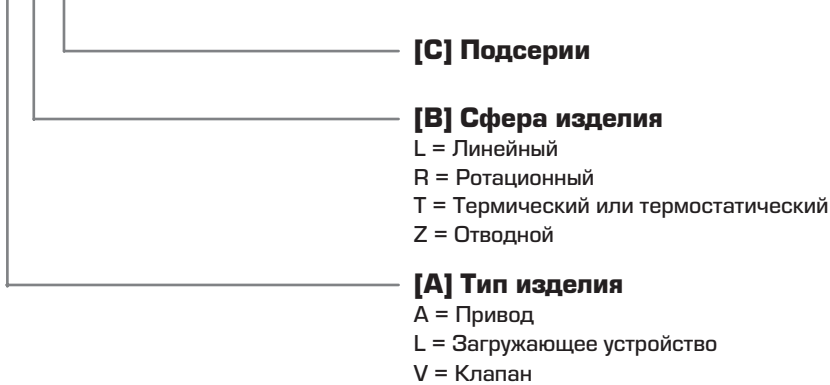 [C] Подсерии
[B] Сфера изделия
L = Линейный
R = Ротационный
T = Термический или термостатический
Z = Отводной
[A] Тип изделия
A = Привод
L = Загружающее устройство
V = Клапан